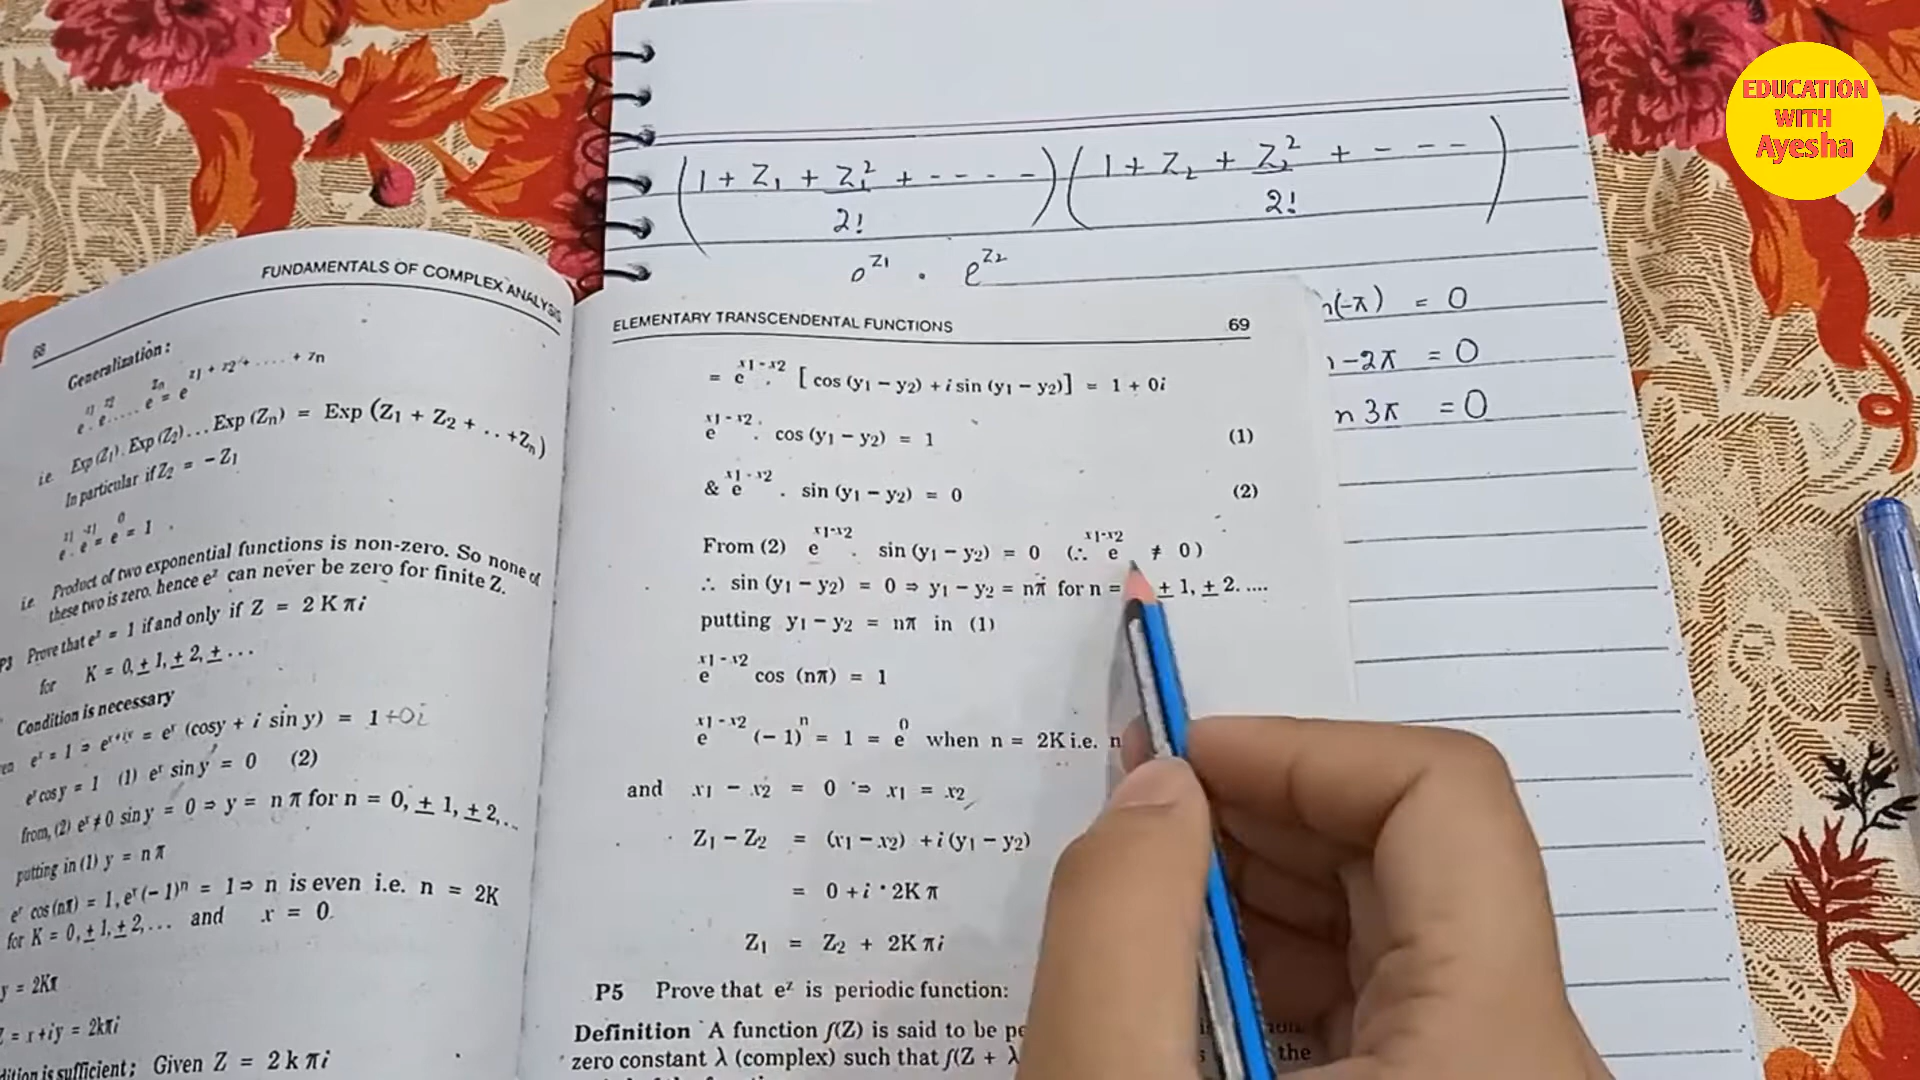 EDUCATION
WITH
Ayesha
(1 + Z1 + Z1²/2! + - - - -) (1 + Z2 + Z2²/2! + - - -)
e^Z1 . e^Z2
n(-π) = 0
-2π = 0
n 3π = 0
68 FUNDAMENTALS OF COMPLEX ANALYSIS
Generalization :
e^z1 . e^z2 ..... e^zn = e^z1 + z2 + .... + zn
i.e. Exp (Z1) . Exp (Z2) ... Exp (Zn) = Exp (Z1 + Z2 + . . +Zn)
In particular if Z2 = – Z1
e^z1 . e^-z1 = e^0 = 1 .
i.e. Product of two exponential functions is non-zero. So none of
these two is zero. hence e^z can never be zero for finite Z.
P3 Prove that e^z = 1 if and only if Z = 2 K π i
for K = 0, ± 1, ± 2, ± . . .
Condition is necessary
e^z = 1 ⇒ e^x+iy = e^x (cosy + i sin y) = 1 +0i
e^x cos y = 1 (1) e^x sin y = 0 (2)
from, (2) e^x ≠ 0 sin y = 0 ⇒ y = n π for n = 0, ± 1, ± 2, . .
putting in (1) y = n π
e^x cos (nπ) = 1, e^x (– 1)^n = 1 ⇒ n is even i.e. n = 2K
for K = 0, ± 1, ± 2, ... and x = 0.
y = 2Kπ
= x+iy = 2kπi
is sufficient ; Given Z = 2 k π i
ELEMENTARY TRANSCENDENTAL FUNCTIONS 69
= e^x1 – x2 . [ cos (y1 – y2) + i sin (y1 – y2)] = 1 + 0i
e^x1 – x2 . cos (y1 – y2) = 1 (1)
& e^x1 – x2 . sin (y1 – y2) = 0 (2)
From (2) e^x1-x2 . sin (y1 – y2) = 0 (∴ e^x1-x2 ≠ 0 )
∴ sin (y1 – y2) = 0 ⇒ y1 – y2 = nπ for n = ± 1, ± 2. ....
putting y1 – y2 = nπ in (1)
e^x1 – x2 cos (nπ) = 1
e^x1 – x2 (– 1)^n = 1 = e^0 when n = 2K i.e. n
and x1 – x2 = 0 ⇒ x1 = x2
Z1 – Z2 = (x1 – x2) + i (y1 – y2)
= 0 + i · 2K π
Z1 = Z2 + 2K π i
P5 Prove that e^z is periodic function:
Definition A function f(Z) is said to be
zero constant λ (complex) such that f(Z + λ the